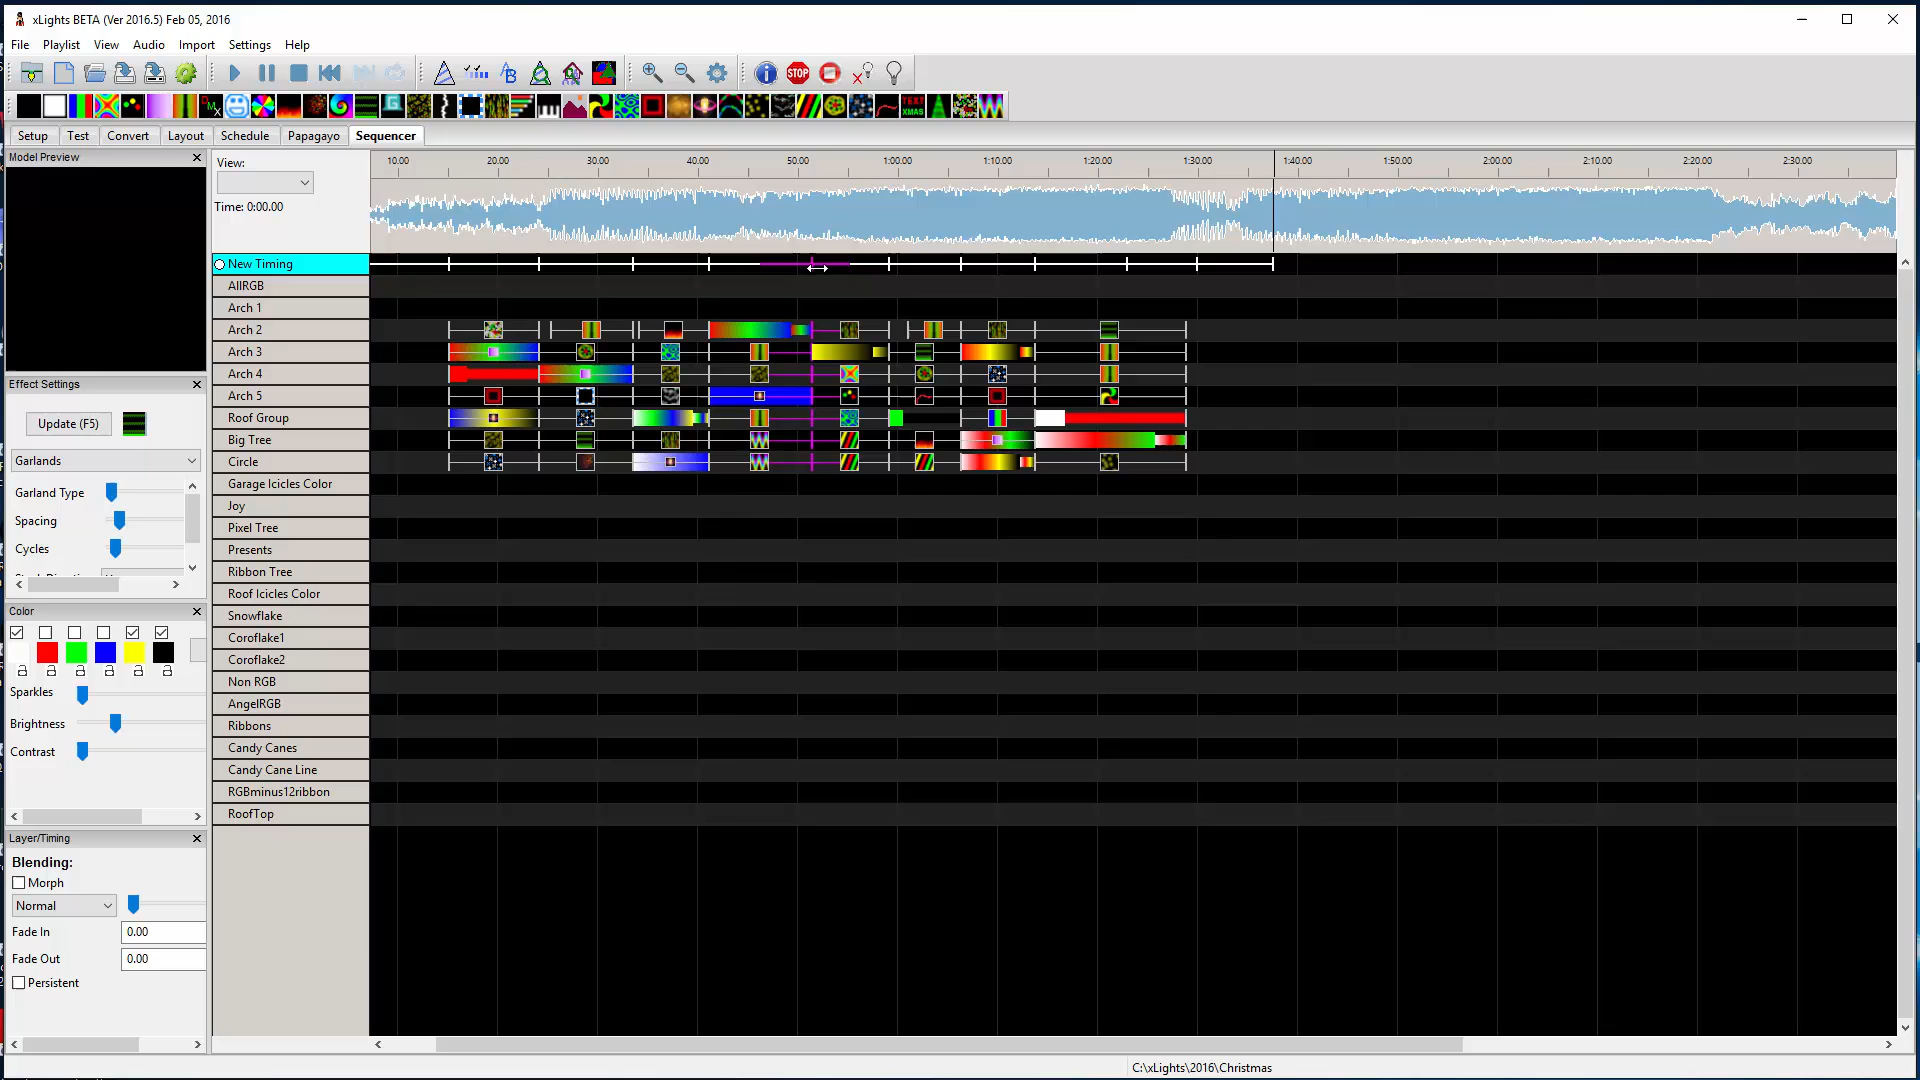 xLights BETA (Ver 2016.5) Feb 05, 2016
File Playlist View Audio Import Settings Help
STOP
TEXT
XMAS
Setup Test Convert Layout Schedule Papagayo Sequencer
Model Preview
View:
Time: 0:00.00
10.00 20.00 30.00 40.00 50.00 1:00.00 1:10.00 1:20.00 1:30.00 1:40.00 1:50.00 2:00.00 2:10.00 2:20.00 2:30.00
New Timing
AllRGB
Arch 1
Arch 2
Arch 3
Arch 4
Arch 5
Roof Group
Big Tree
Circle
Garage Icicles Color
Joy
Pixel Tree
Presents
Ribbon Tree
Roof Icicles Color
Snowflake
Coroflake1
Coroflake2
Non RGB
AngelRGB
Ribbons
Candy Canes
Candy Cane Line
RGBminus12ribbon
RoofTop
Effect Settings
Update (F5)
Garlands
Garland Type
Spacing
Cycles
Color
Sparkles
Brightness
Contrast
Layer/Timing
Blending:
Morph
Normal
Fade In 0.00
Fade Out 0.00
Persistent
C:\xLights\2016\Christmas